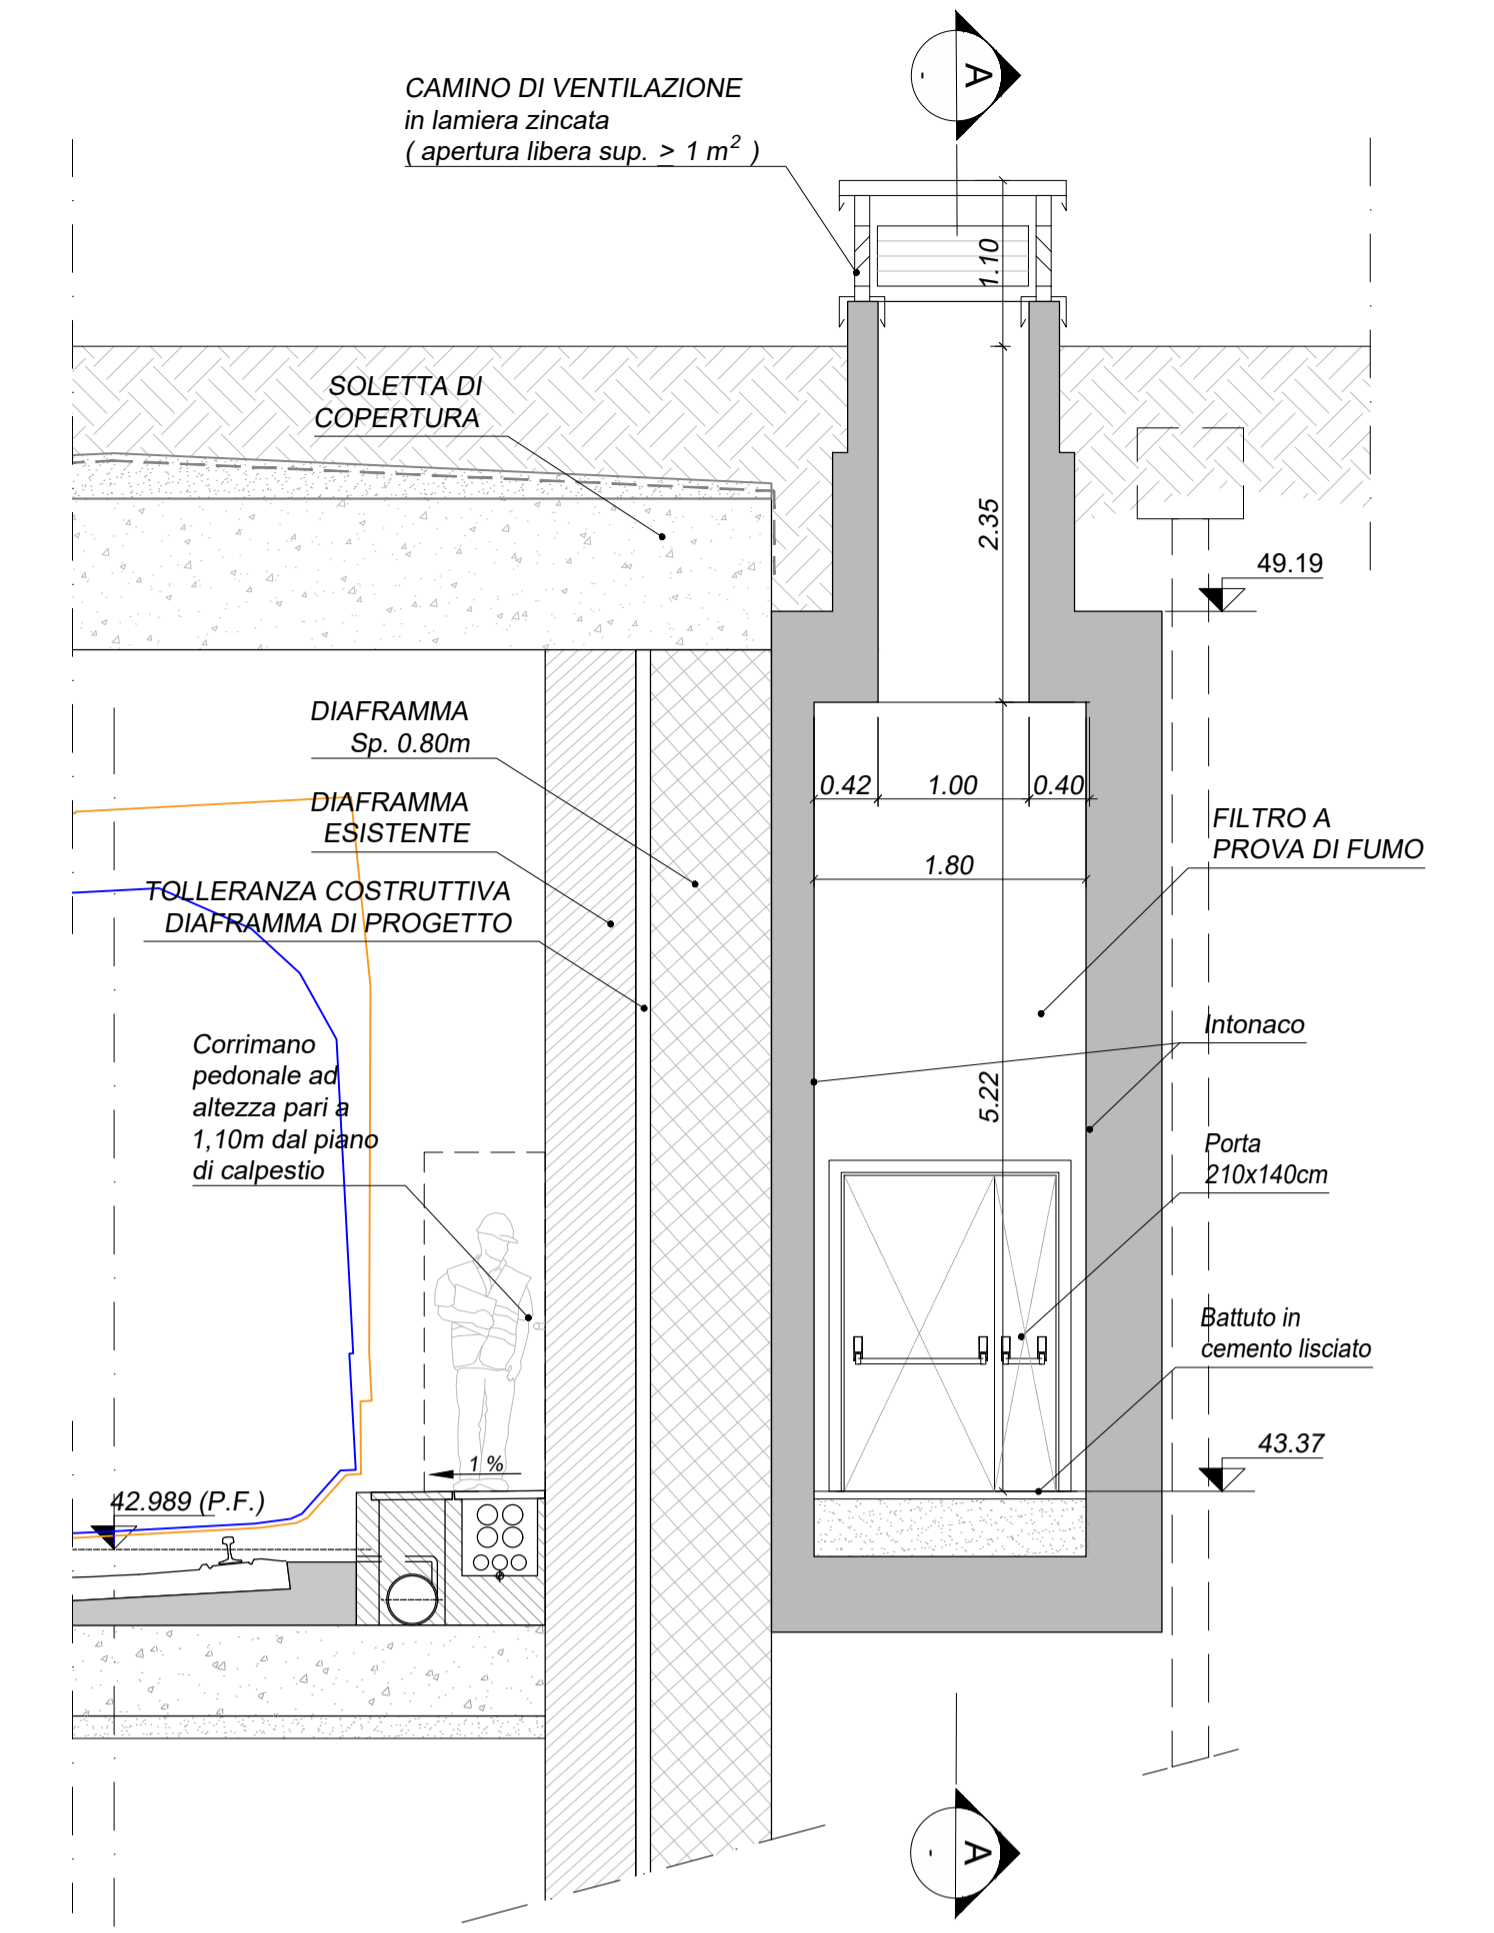 A
-
CAMINO DI VENTILAZIONE
in lamiera zincata
( apertura libera sup. ≥ 1 m² )
1.10
SOLETTA DI
COPERTURA
2.35
49.19
DIAFRAMMA
Sp. 0.80m
0.42
1.00
0.40
DIAFRAMMA
ESISTENTE
FILTRO A
PROVA DI FUMO
1.80
TOLLERANZA COSTRUTTIVA
DIAFRAMMA DI PROGETTO
Intonaco
Corrimano
pedonale ad
altezza pari a
1,10m dal piano
di calpestio
5.22
Porta
210x140cm
Battuto in
cemento lisciato
43.37
1 %
42.989 (P.F.)
A
-